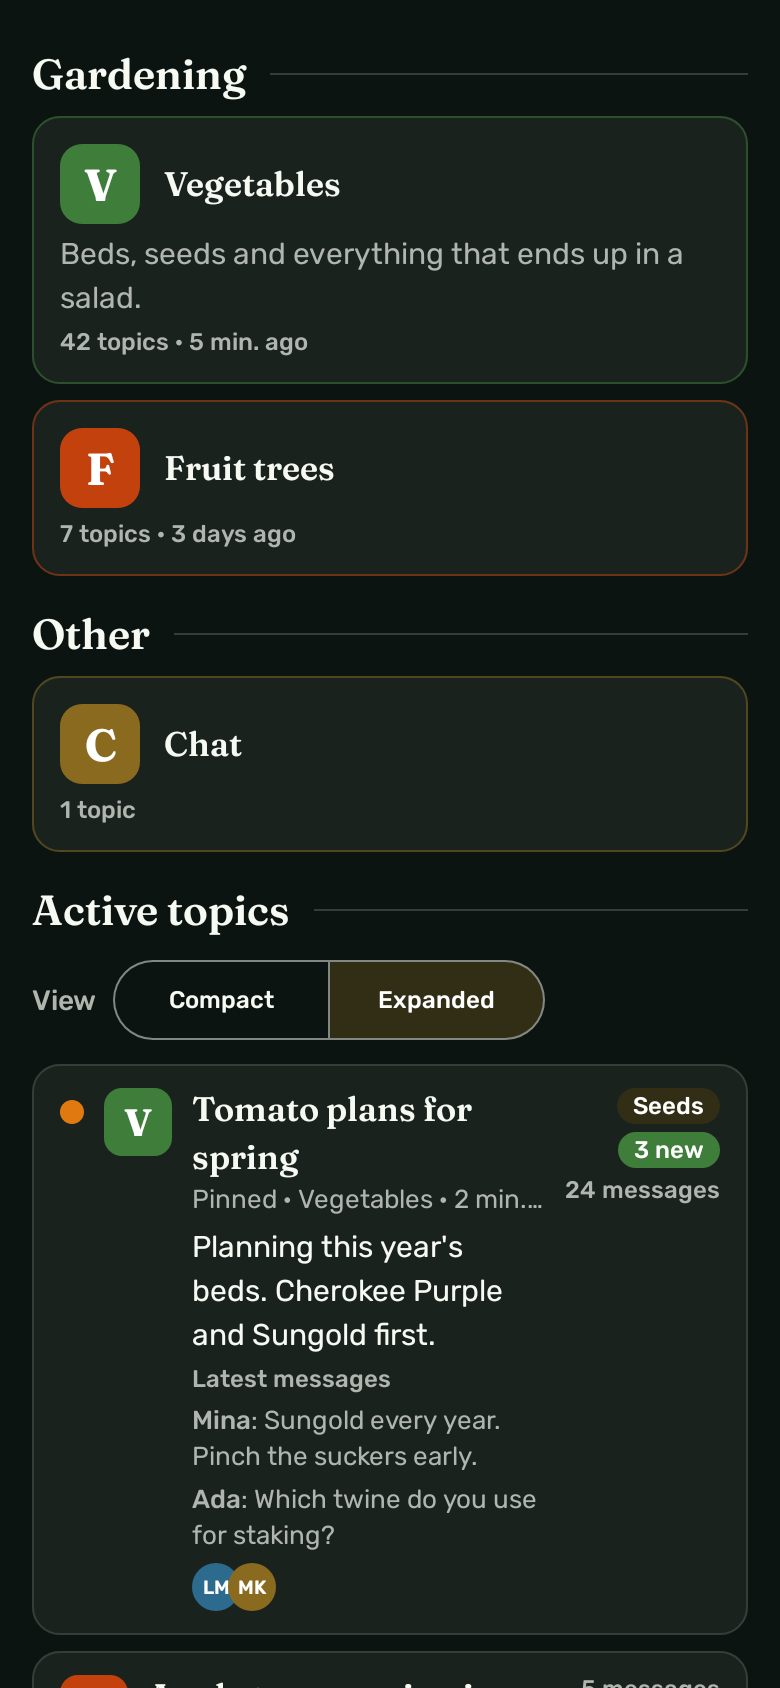 Gardening
V
Vegetables
Beds, seeds and everything that ends up in a
salad.
42 topics • 5 min. ago
F
Fruit trees
7 topics • 3 days ago
Other
C
Chat
1 topic
Active topics
View
Compact
Expanded
V
Tomato plans for
spring
Seeds
3 new
24 messages
Pinned • Vegetables • 2 min.…
Planning this year's
beds. Cherokee Purple
and Sungold first.
Latest messages
Mina: Sungold every year.
Pinch the suckers early.
Ada: Which twine do you use
for staking?
LM
MK
5 messages